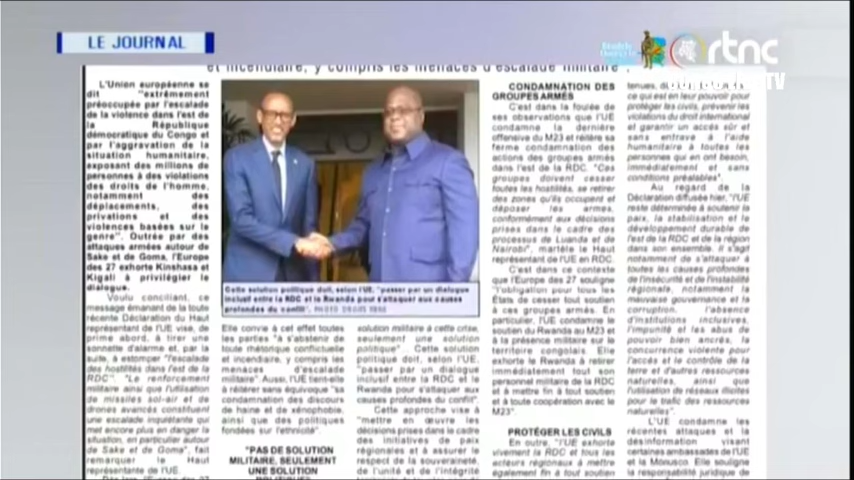 LE JOURNAL
rtnc
et incendiaire, y compris les menaces d'escalade militaire".
L'Union européenne se
dit "extrêmement
préoccupée par l'escalade
de la violence dans l'est de
la République
démocratique du Congo et
par l'aggravation de la
situation humanitaire,
exposant des millions de
personnes à des violations
des droits de l'homme,
notamment des
déplacements, des
privations et des
violences basées sur le
genre". Outrée par des
attaques armées autour de
Sake et de Goma, l'Europe
des 27 exhorte Kinshasa et
Kigali à privilégier le
dialogue.
Voulu conciliant, ce
message émanant de la toute
récente Déclaration du Haut
représentant de l'UE vise, de
prime abord, à tirer une
sonnette d'alarme et, par la
suite, à estomper "l'escalade
des hostilités dans l'est de la
RDC". "Le renforcement
militaire ainsi que l'utilisation
de missiles sol-air et de
drones avancés constituent
une escalade inquiétante qui
met encore plus en danger la
situation, en particulier autour
de Sake et de Goma", fait
remarquer le Haut
représentante de l'UE.
Cette solution politique doit, selon l'UE, "passer par un dialogue
inclusif entre la RDC et le Rwanda pour s'attaquer aux causes
profondes du conflit".
Elle convie à cet effet toutes
les parties "à s'abstenir de
toute rhétorique conflictuelle
et incendiaire, y compris les
menaces d'escalade
militaire". Aussi, l'UE tient-elle
à réitérer sans équivoque "sa
condamnation des discours
de haine et de xénophobie,
ainsi que des politiques
fondées sur l'ethnicité".
"PAS DE SOLUTION
MILITAIRE, SEULEMENT
UNE SOLUTION
solution militaire à cette crise,
seulement une solution
politique". Cette solution
politique doit, selon l'UE,
"passer par un dialogue
inclusif entre la RDC et le
Rwanda pour s'attaquer aux
causes profondes du conflit".
Cette approche vise à
"mettre en œuvre les
décisions prises dans le cadre
des initiatives de paix
régionales et à assurer le
respect de la souveraineté,
de l'unité et de l'intégrité
CONDAMNATION DES
GROUPES ARMÉS
C'est dans la foulée de
ses observations que l'UE
condamne la dernière
offensive du M23 et réitère sa
ferme condamnation des
actions des groupes armés
dans l'est de la RDC. "Ces
groupes doivent cesser
toutes les hostilités, se retirer
des zones qu'ils occupent et
déposer les armes,
conformément aux décisions
prises dans le cadre des
processus de Luanda et de
Nairobi", martèle le Haut
représentant de l'UE en RDC.
C'est dans ce contexte
que l'Europe des 27 souligne
"l'obligation pour tous les
États de cesser tout soutien
à ces groupes armés. En
particulier, l'UE condamne le
soutien du Rwanda au M23 et
à la présence militaire sur le
territoire congolais. Elle
exhorte le Rwanda à retirer
immédiatement tout son
personnel militaire de la RDC
et à mettre fin à tout soutien
et à toute coopération avec le
M23".
PROTÉGER LES CIVILS
En outre, "l'UE exhorte
vivement la RDC et tous les
acteurs régionaux à mettre
également fin à tout soutien
ce qui est en leur pouvoir pour
protéger les civils, prévenir les
violations du droit international
et garantir un accès sûr et
sans entrave à l'aide
humanitaire à toutes les
personnes qui en ont besoin,
immédiatement et sans
conditions préalables".
Au regard de la
Déclaration diffusée hier, "l'UE
reste déterminée à soutenir la
paix, la stabilisation et le
développement durable de
l'est de la RDC et de la région
dans son ensemble. Il s'agit
notamment de s'attaquer à
toutes les causes profondes
de l'insécurité et de l'instabilité
régionale, notamment la
mauvaise gouvernance et la
corruption, l'absence
d'institutions inclusives,
l'impunité et les abus de
pouvoir bien ancrés, la
concurrence violente pour
l'accès et le contrôle de la
terre et d'autres ressources
naturelles, ainsi que
l'utilisation de réseaux illicites
pour le trafic des ressources
naturelles".
L'UE condamne les
récentes attaques et la
désinformation visant
certaines ambassades de l'UE
et la Monusco. Elle souligne
la responsabilité juridique de